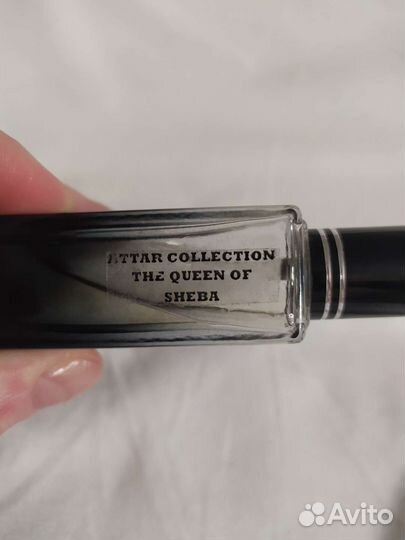 ATTAR COLLECTION
THE QUEEN OF
SHEBA
Avito